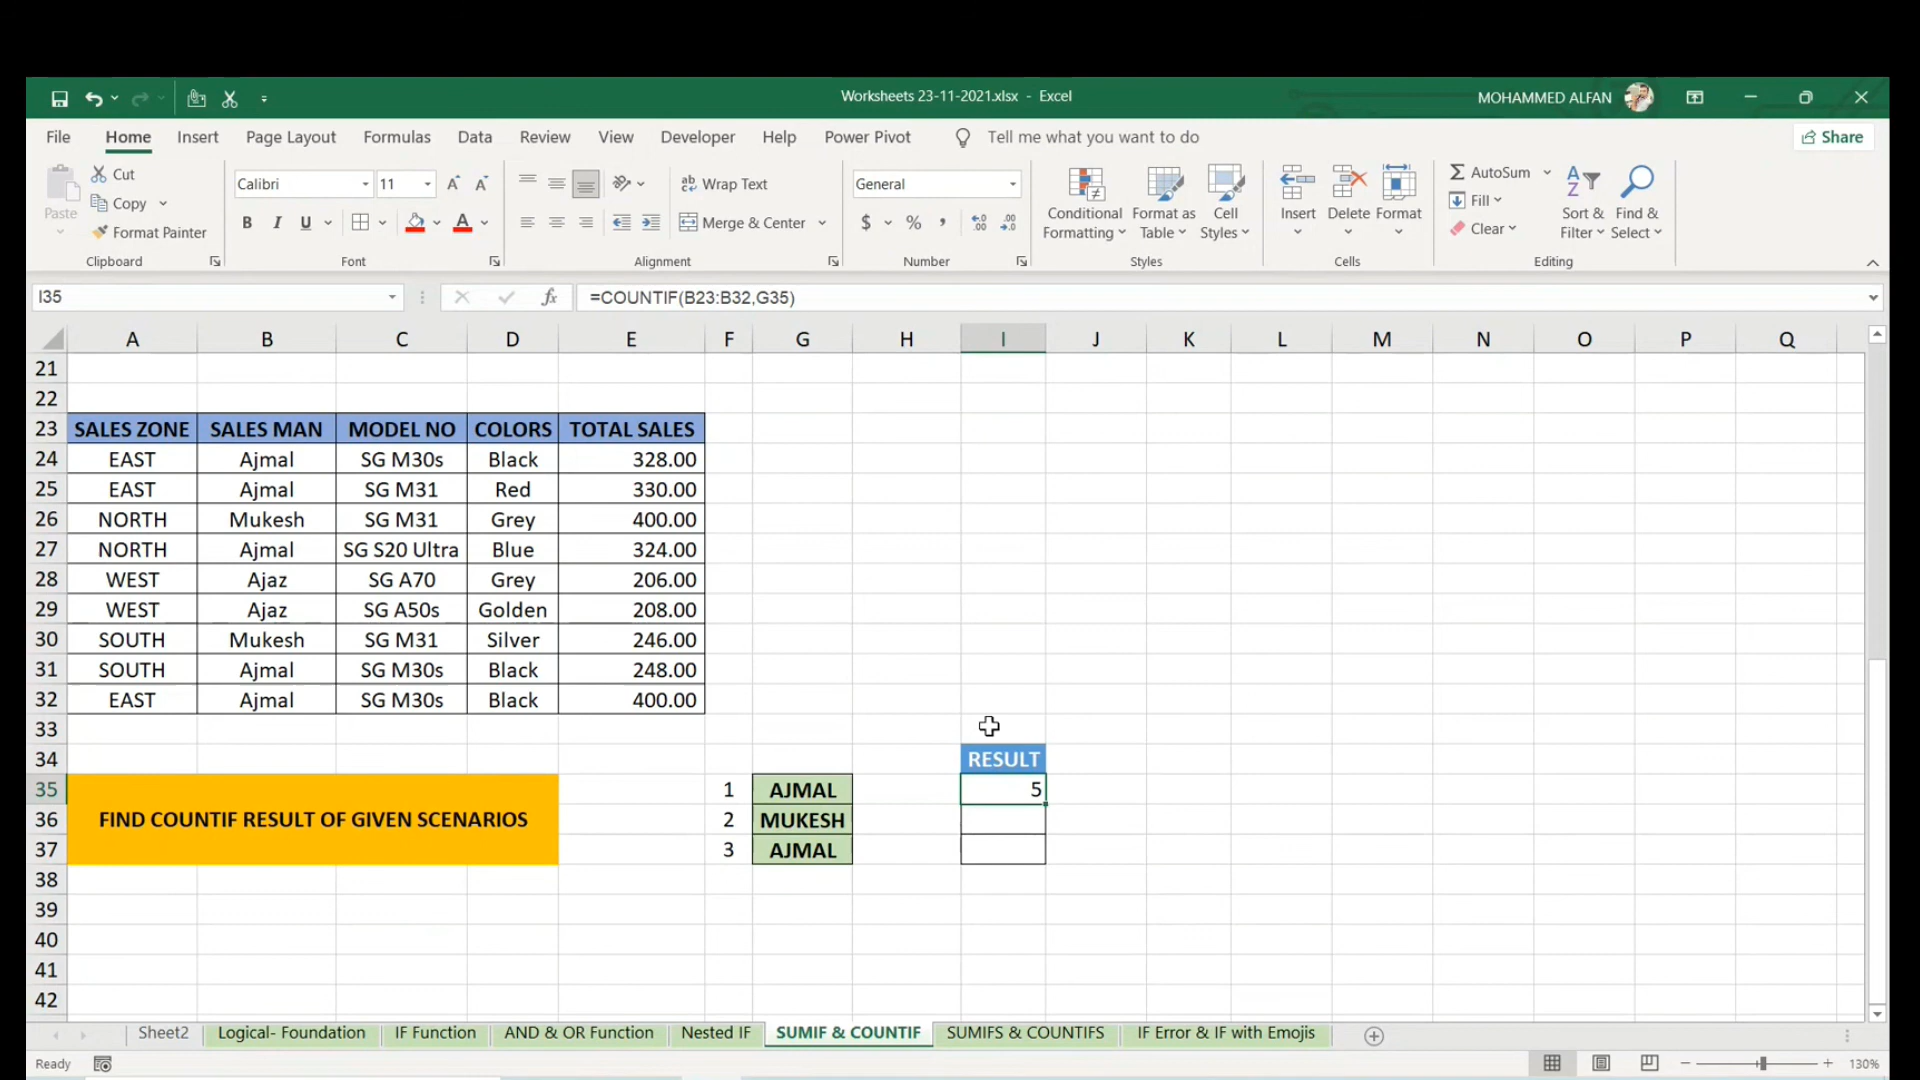 Worksheets 23-11-2021.xlsx - Excel
MOHAMMED ALFAN
File Home Insert Page Layout Formulas Data Review View Developer Help Power Pivot Tell me what you want to do Share
Paste
Cut
Copy
Format Painter
Clipboard
Calibri 11
B I U A
Font
Wrap Text
Merge & Center
Alignment
General
$ % ,
Number
Conditional Formatting
Format as Table
Cell Styles
Styles
Insert Delete Format
Cells
AutoSum
Fill
Clear
Sort & Filter
Find & Select
Editing
I35 fx =COUNTIF(B23:B32,G35)
A B C D E F G H I J K L M N O P Q
21
22
23 SALES ZONE SALES MAN MODEL NO COLORS TOTAL SALES
24 EAST Ajmal SG M30s Black 328.00
25 EAST Ajmal SG M31 Red 330.00
26 NORTH Mukesh SG M31 Grey 400.00
27 NORTH Ajmal SG S20 Ultra Blue 324.00
28 WEST Ajaz SG A70 Grey 206.00
29 WEST Ajaz SG A50s Golden 208.00
30 SOUTH Mukesh SG M31 Silver 246.00
31 SOUTH Ajmal SG M30s Black 248.00
32 EAST Ajmal SG M30s Black 400.00
33
34 RESULT
35 1 AJMAL 5
36 FIND COUNTIF RESULT OF GIVEN SCENARIOS 2 MUKESH
37 3 AJMAL
38
39
40
41
42
Sheet2 Logical- Foundation IF Function AND & OR Function Nested IF SUMIF & COUNTIF SUMIFS & COUNTIFS IF Error & IF with Emojis
Ready 130%